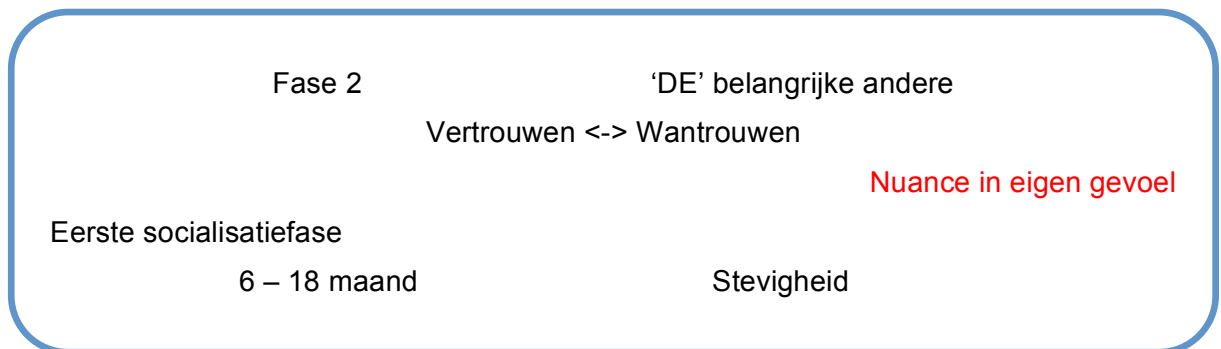 Fase 2 ‘DE’ belangrijke andere
Vertrouwen <-> Wantrouwen
Nuance in eigen gevoel
Eerste socialisatiefase
6 – 18 maand Stevigheid